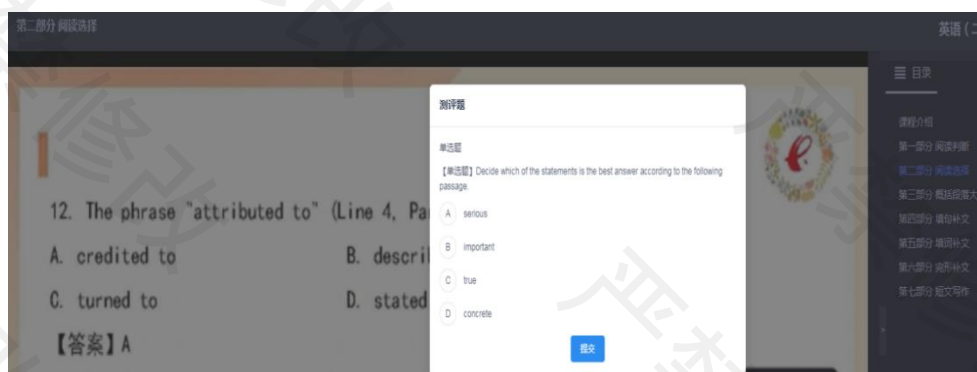 第二部分 阅读选择
英语 (二
目录
课程介绍
第一部分 阅读判断
第二部分 阅读选择
第三部分 概括段落大
第四部分 填句补文
第五部分 填词补文
第六部分 完形补文
第七部分 短文写作
12. The phrase "attributed to" (Line 4, Pa
A. credited to
B. descri
C. turned to
D. stated
【答案】A
测评题
单选题
【单选题】Decide which of the statements is the best answer according to the following
passage.
A serious
B important
C true
D concrete
提交
严禁修改
严禁